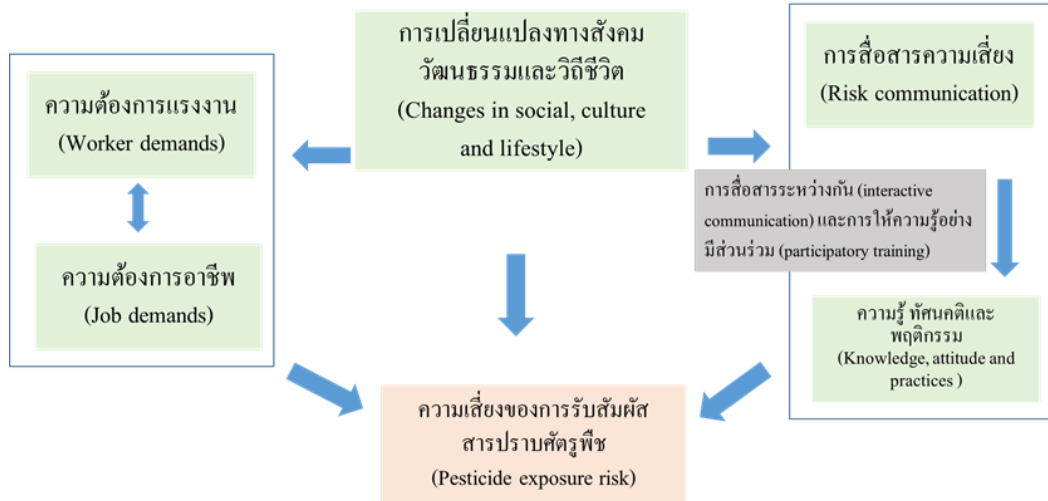 การเปลี่ยนแปลงทางสังคม
วัฒนธรรมและวิถีชีวิต
(Changes in social, culture
and lifestyle)
ความต้องการแรงงาน
(Worker demands)
ความต้องการอาชีพ
(Job demands)
การสื่อสารความเสี่ยง
(Risk communication)
การสื่อสารระหว่างกัน (interactive
communication) และการให้ความรู้อย่าง
มีส่วนร่วม (participatory training)
ความรู้ ทัศนคติและ
พฤติกรรม
(Knowledge, attitude and
practices )
ความเสี่ยงของการรับสัมผัส
สารปราบศัตรูพืช
(Pesticide exposure risk)